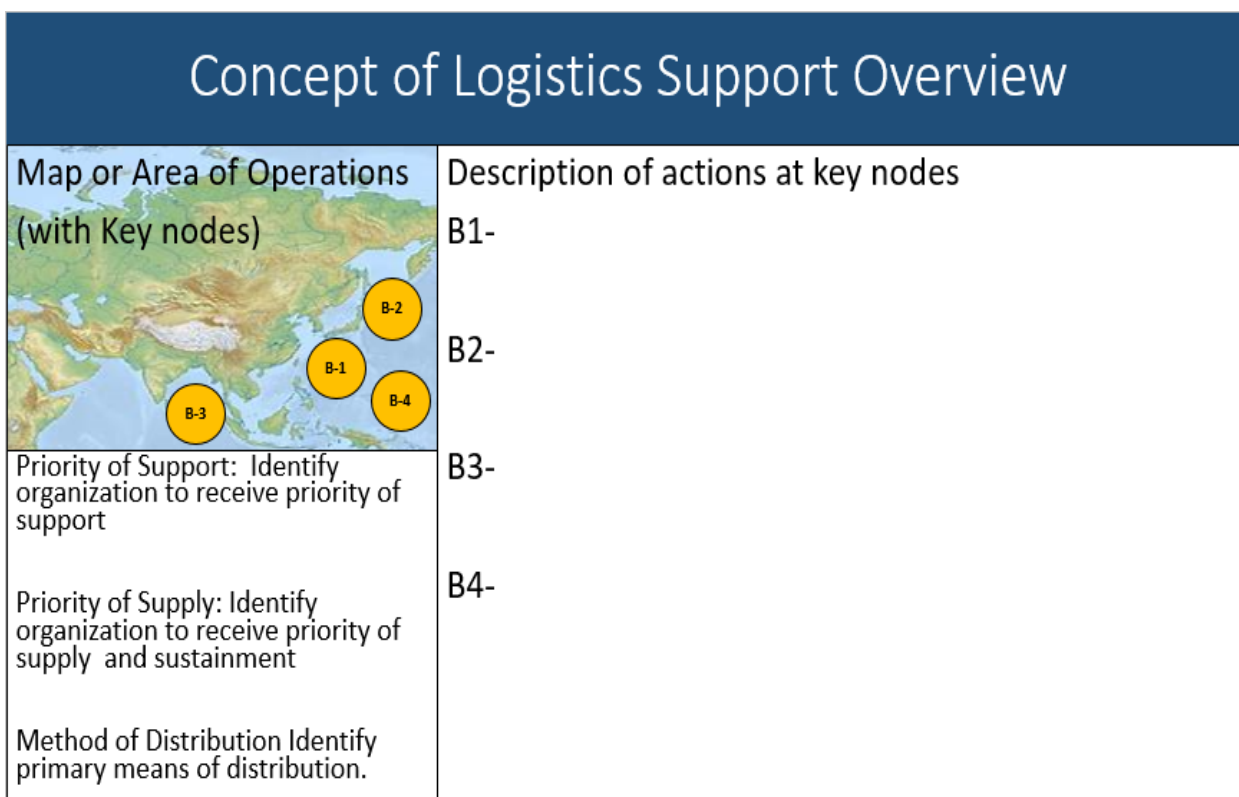 Concept of Logistics Support Overview
Map or Area of Operations
(with Key nodes)
B-2
B-1
B-4
B-3
Priority of Support:  Identify
organization to receive priority of
support
Priority of Supply: Identify
organization to receive priority of
supply  and sustainment
Method of Distribution Identify
primary means of distribution.
Description of actions at key nodes
B1-
B2-
B3-
B4-